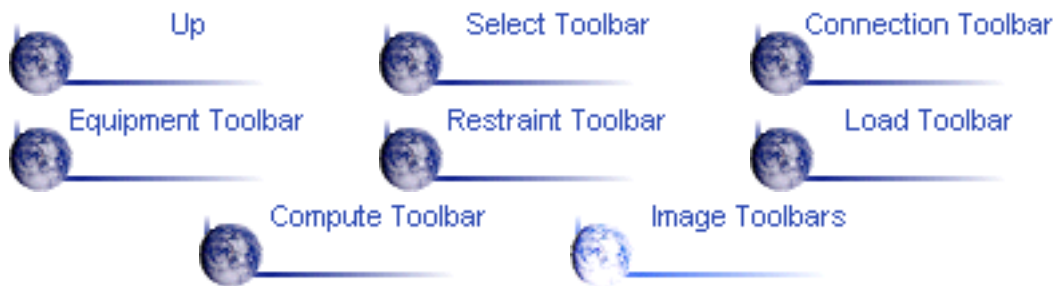 Up
Select Toolbar
Connection Toolbar
Equipment Toolbar
Restraint Toolbar
Load Toolbar
Compute Toolbar
Image Toolbars